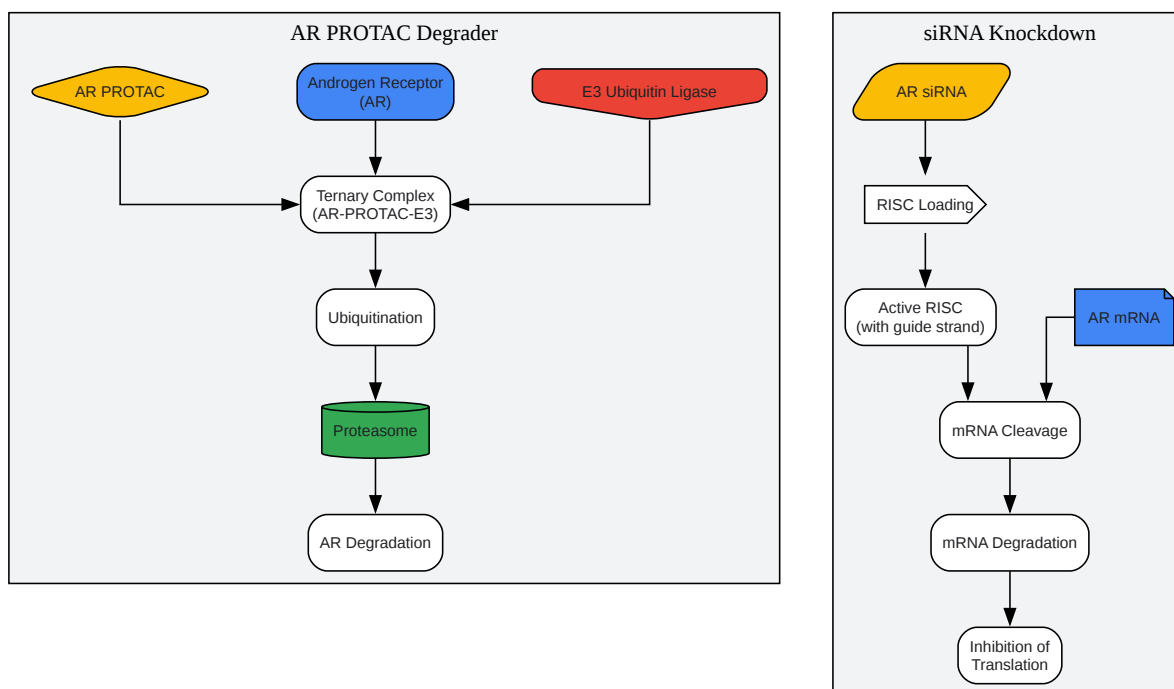 AR PROTAC Degrader
AR PROTAC
Androgen Receptor
(AR)
E3 Ubiquitin Ligase
Ternary Complex
(AR-PROTAC-E3)
Ubiquitination
Proteasome
AR Degradation
siRNA Knockdown
AR siRNA
RISC Loading
Active RISC
(with guide strand)
AR mRNA
mRNA Cleavage
mRNA Degradation
Inhibition of
Translation